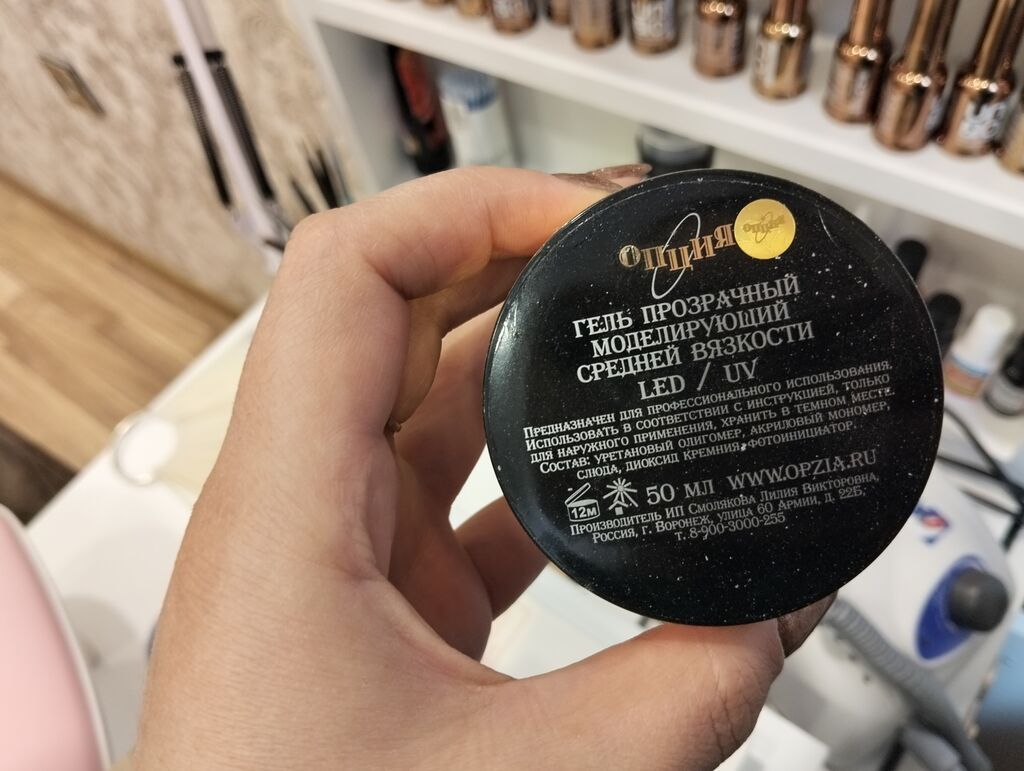 ОПЦИЯ
ГЕЛЬ ПРОЗРАЧНЫЙ
МОДЕЛИРУЮЩИЙ
СРЕДНЕЙ ВЯЗКОСТИ
LED / UV
Предназначен для профессионального использования.
Использовать в соответствии с инструкцией, только
для наружного применения, хранить в темном месте.
Состав: уретановый олигомер, акриловый мономер,
слюда, диоксид кремния, фотоинициатор.
12М 50 МЛ WWW.OPZIA.RU
Производитель ИП Смолякова Лилия Викторовна,
Россия, г. Воронеж, улица 60 Армии, д. 22Б,
т. 8-900-3000-255